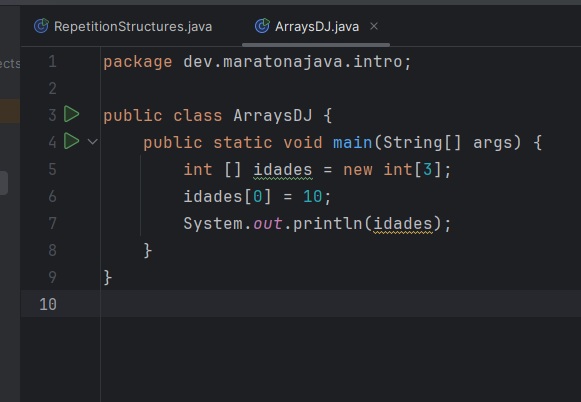 ects
RepetitionStructures.java ArraysDJ.java ×
1 package dev.maratonajava.intro;
2
3 public class ArraysDJ {
4 public static void main(String[] args) {
5 int [] idades = new int[3];
6 idades[0] = 10;
7 System.out.println(idades);
8 }
9 }
10